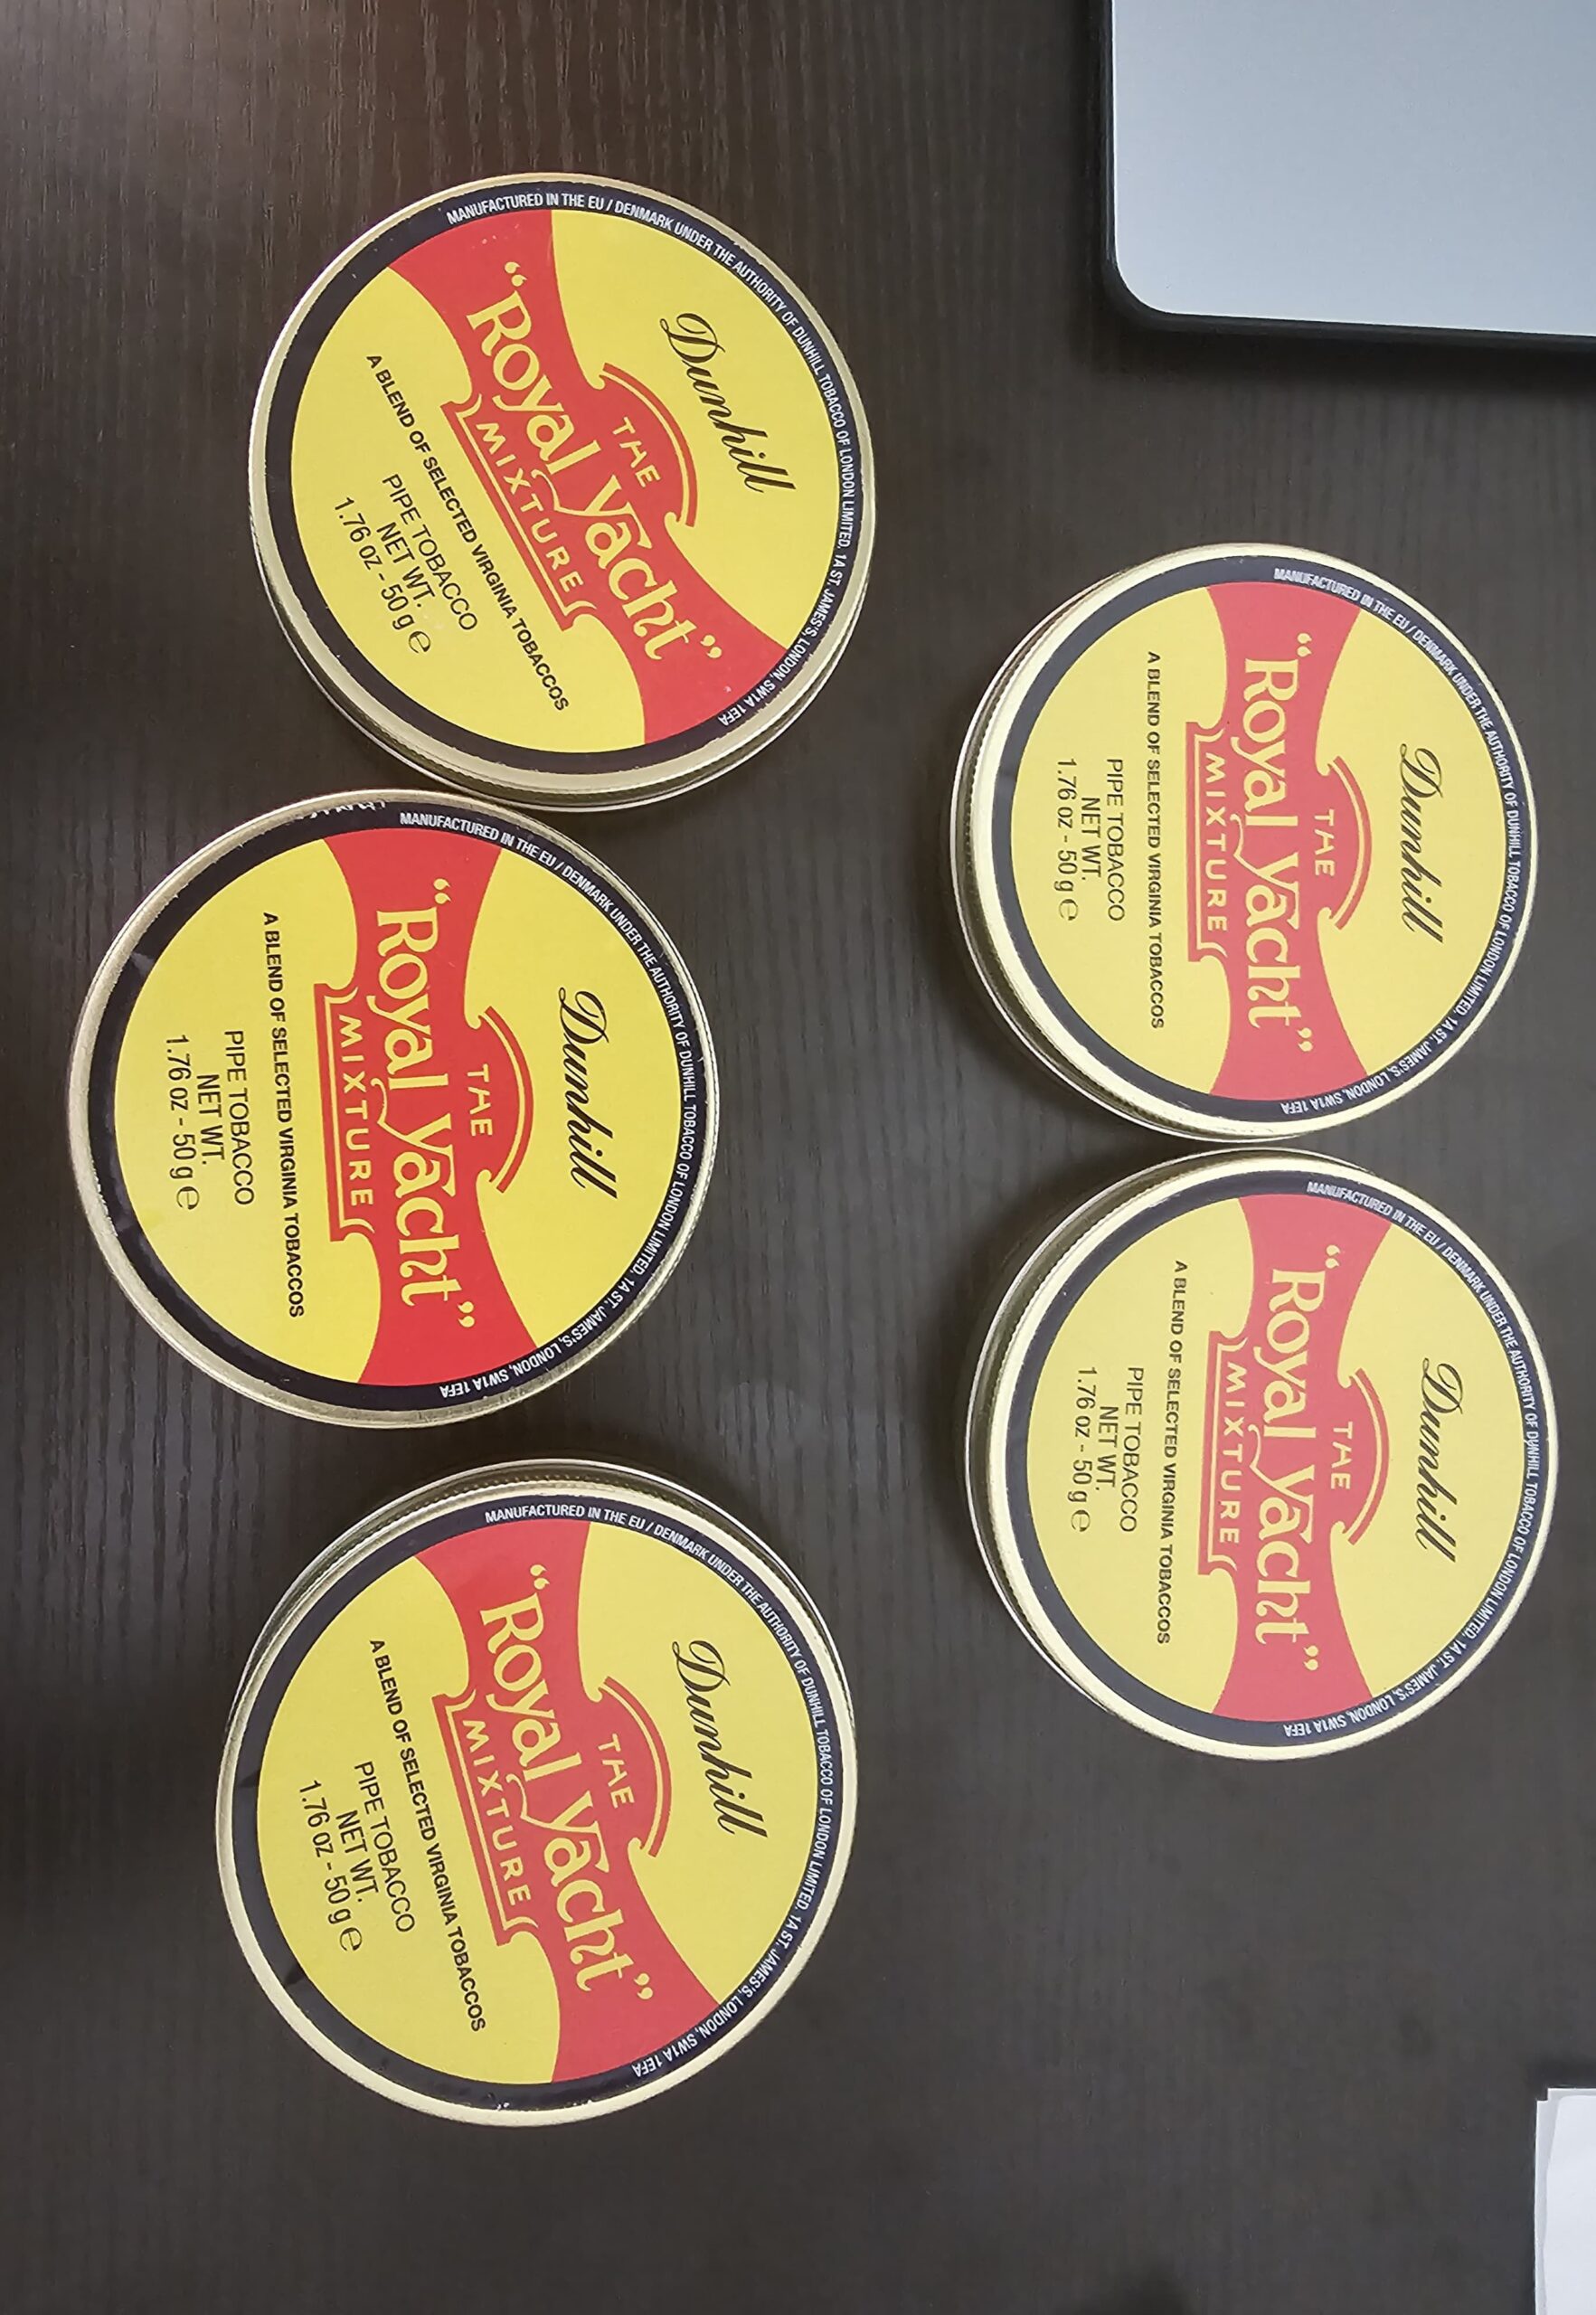 MANUFACTURED IN THE EU / DENMARK UNDER THE AUTHORITY OF DUNHILL TOBACCO OF LONDON LIMITED, 1A ST. JAMES'S, LONDON, SW1A 1EFA
Dunhill
THE
"Royal Yacht"
MIXTURE
A BLEND OF SELECTED VIRGINIA TOBACCOS
PIPE TOBACCO
NET WT.
1.76 oz - 50 g ℮
MANUFACTURED IN THE EU / DENMARK UNDER THE AUTHORITY OF DUNHILL TOBACCO OF LONDON LIMITED, 1A ST. JAMES'S, LONDON, SW1A 1EFA
Dunhill
THE
"Royal Yacht"
MIXTURE
A BLEND OF SELECTED VIRGINIA TOBACCOS
PIPE TOBACCO
NET WT.
1.76 oz - 50 g ℮
MANUFACTURED IN THE EU / DENMARK UNDER THE AUTHORITY OF DUNHILL TOBACCO OF LONDON LIMITED, 1A ST. JAMES'S, LONDON, SW1A 1EFA
Dunhill
THE
"Royal Yacht"
MIXTURE
A BLEND OF SELECTED VIRGINIA TOBACCOS
PIPE TOBACCO
NET WT.
1.76 oz - 50 g ℮
MANUFACTURED IN THE EU / DENMARK UNDER THE AUTHORITY OF DUNHILL TOBACCO OF LONDON LIMITED, 1A ST. JAMES'S, LONDON, SW1A 1EFA
Dunhill
THE
"Royal Yacht"
MIXTURE
A BLEND OF SELECTED VIRGINIA TOBACCOS
PIPE TOBACCO
NET WT.
1.76 oz - 50 g ℮
MANUFACTURED IN THE EU / DENMARK UNDER THE AUTHORITY OF DUNHILL TOBACCO OF LONDON LIMITED, 1A ST. JAMES'S, LONDON, SW1A 1EFA
Dunhill
THE
"Royal Yacht"
MIXTURE
A BLEND OF SELECTED VIRGINIA TOBACCOS
PIPE TOBACCO
NET WT.
1.76 oz - 50 g ℮